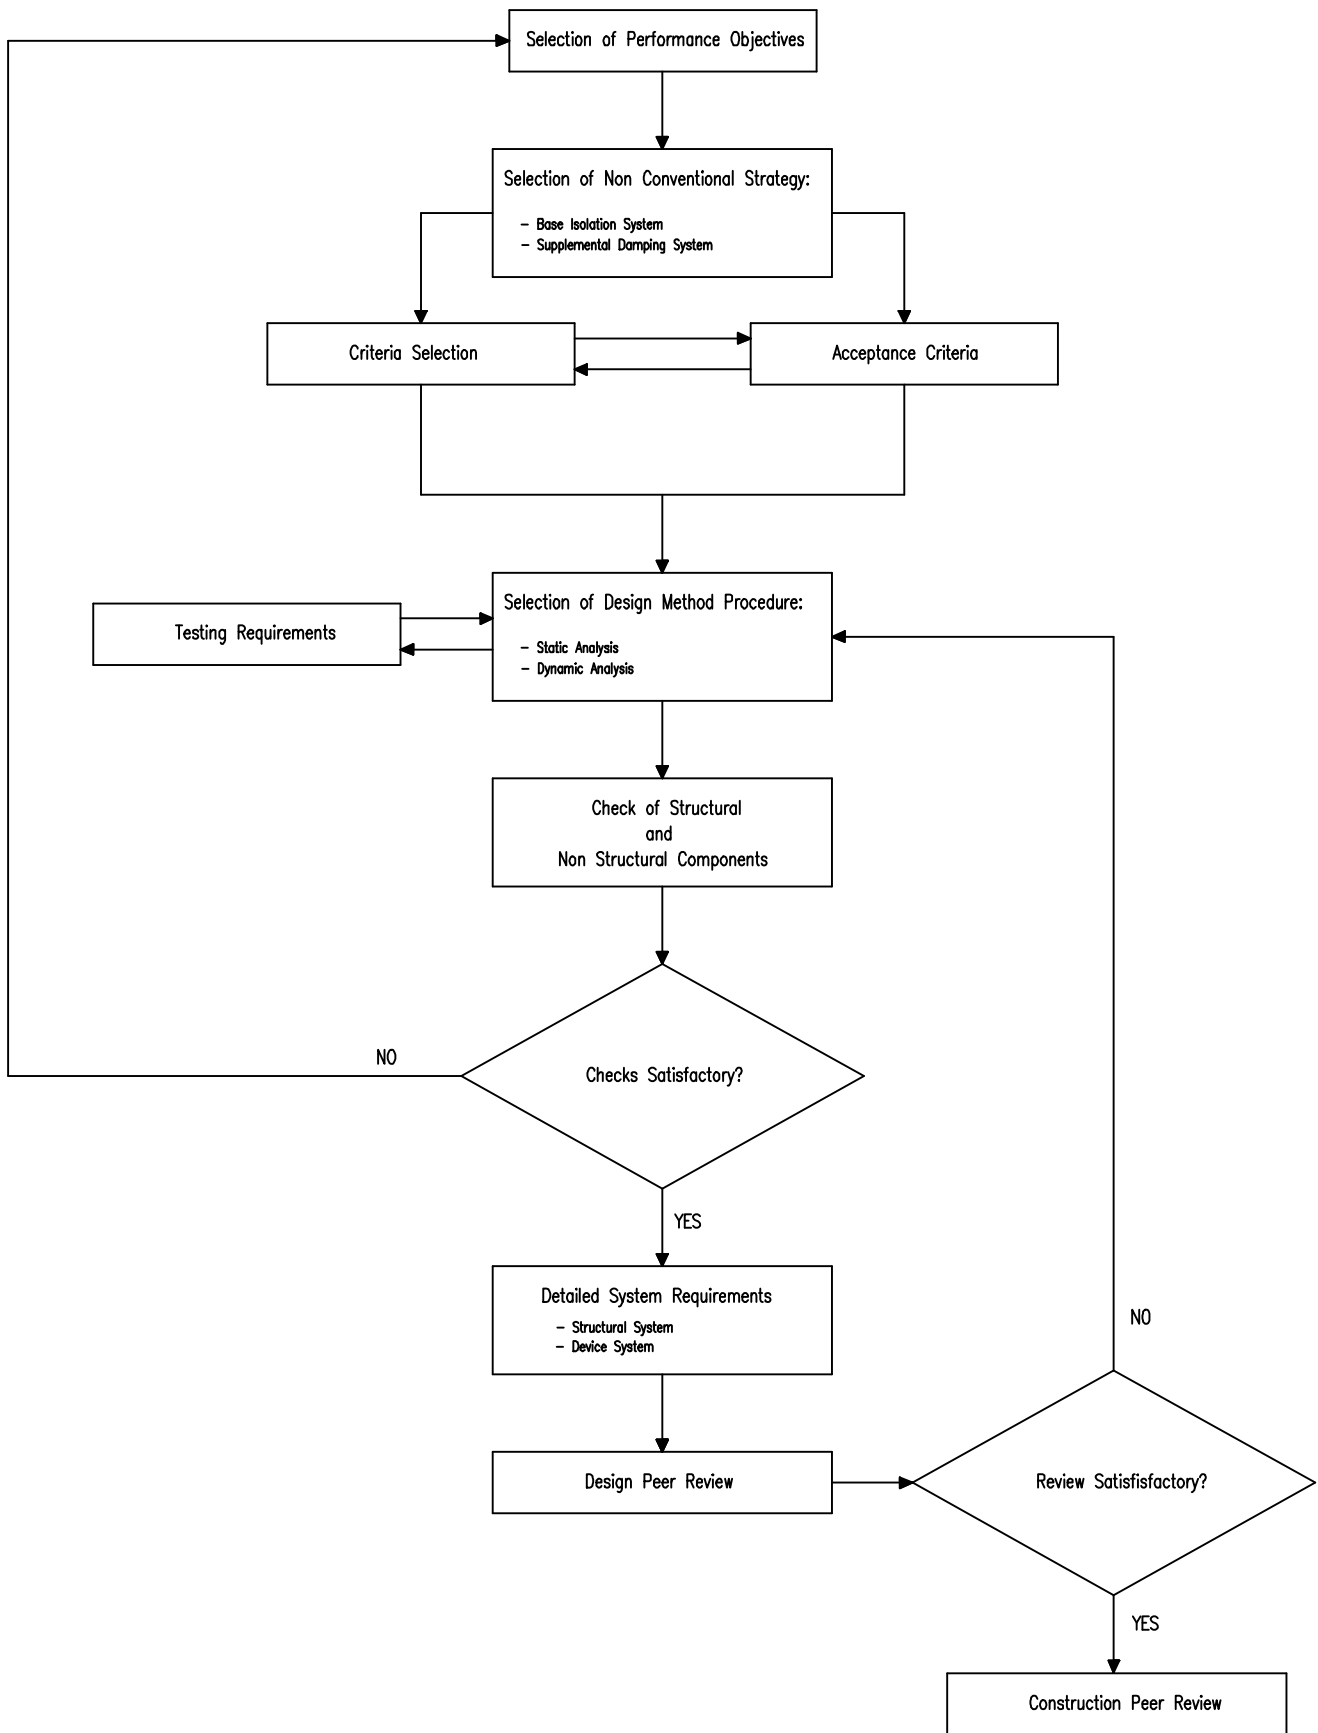 Selection of Performance Objectives
Selection of Non Conventional Strategy:
- Base Isolation System
- Supplemental Damping System
Criteria Selection
Acceptance Criteria
Selection of Design Method Procedure:
- Static Analysis
- Dynamic Analysis
Testing Requirements
Check of Structural
and
Non Structural Components
NO
Checks Satisfactory?
YES
Detailed System Requirements
- Structural System
- Device System
NO
Design Peer Review
Review Satisfisfactory?
YES
Construction Peer Review